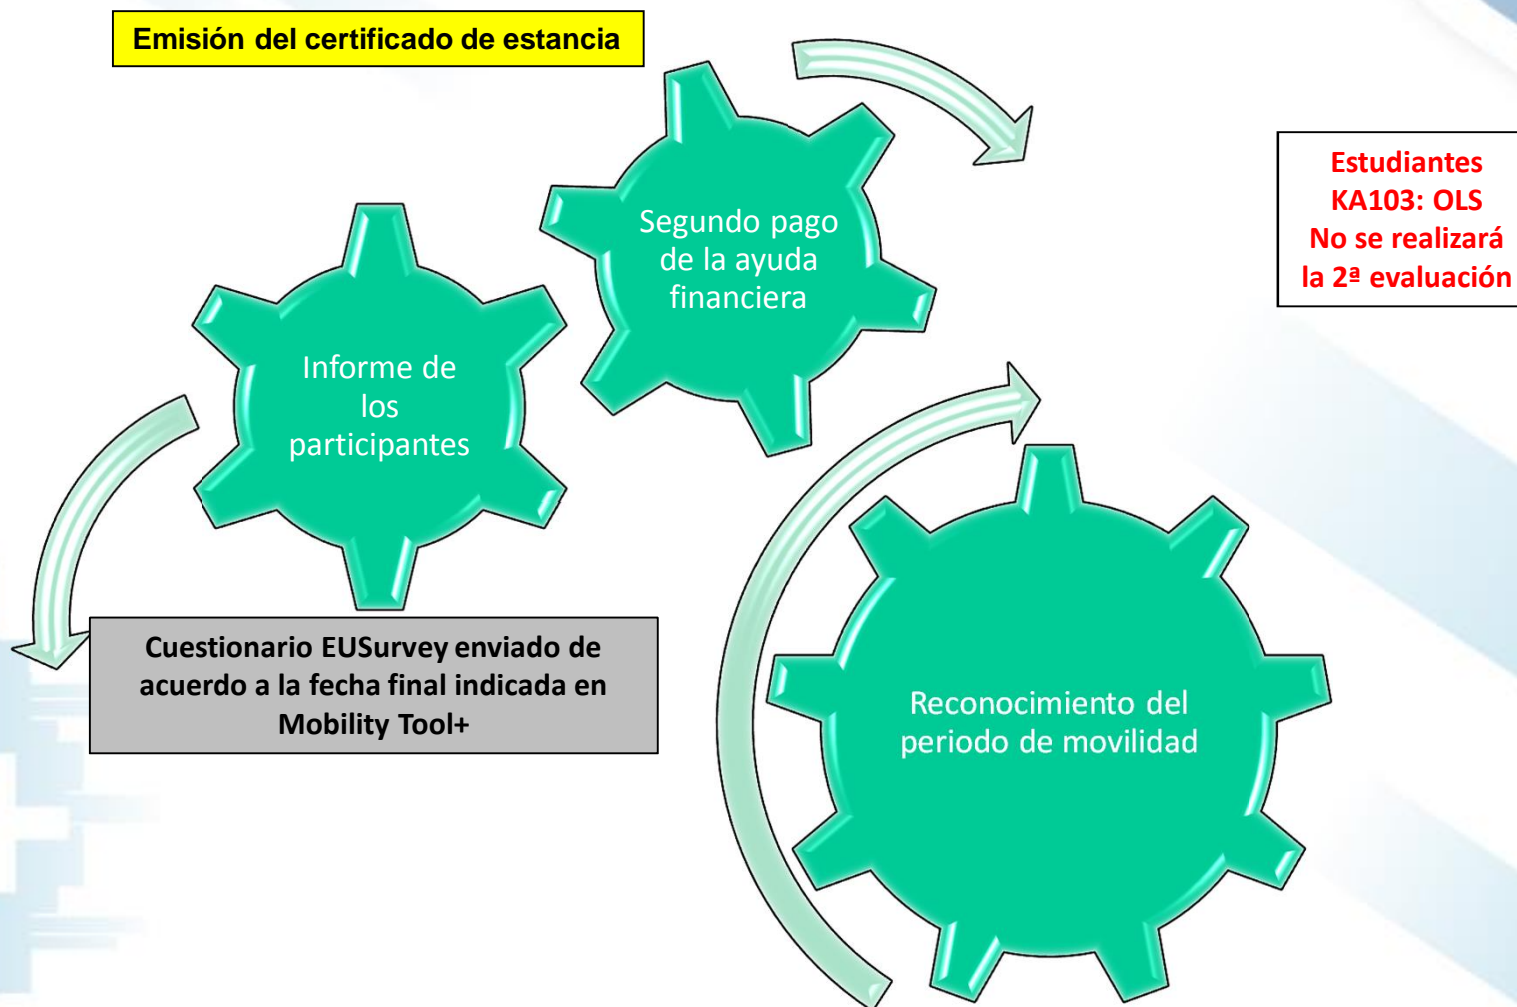 Emisión del certificado de estancia
Segundo pago
de la ayuda
financiera
Estudiantes
KA103: OLS
No se realizará
la 2ª evaluación
Informe de
los
participantes
Cuestionario EUSurvey enviado de
acuerdo a la fecha final indicada en
Mobility Tool+
Reconocimiento del
periodo de movilidad